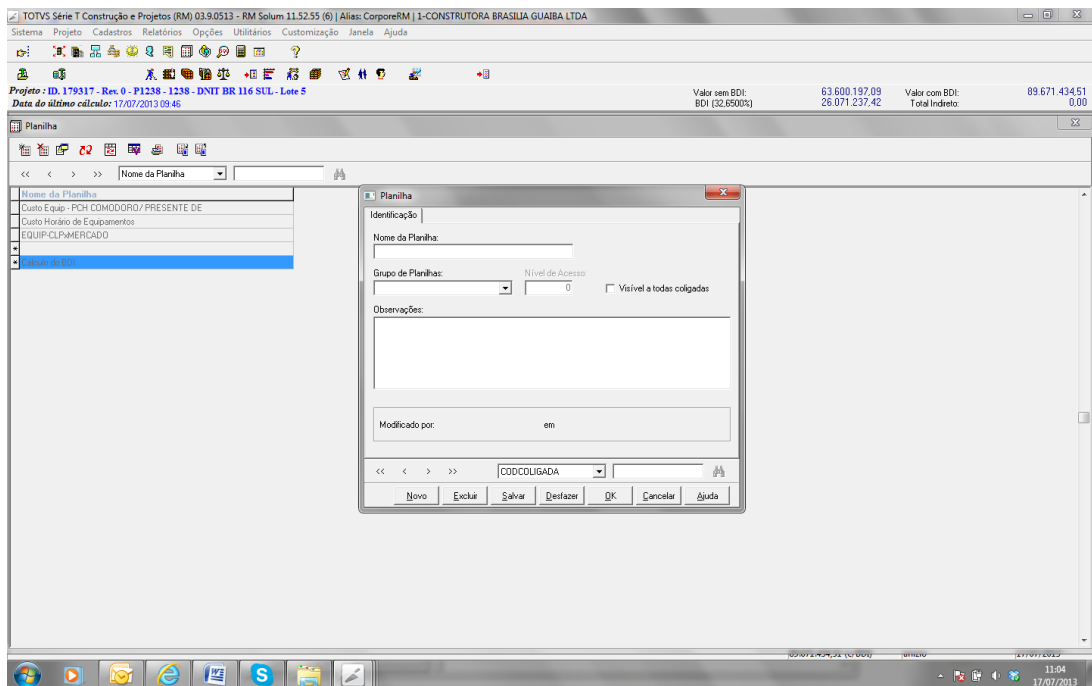 TOTVS Série T Construção e Projetos (RM) 03.9.0513 - RM Solum 11.52.55 (6) | Alias: CorporeRM | 1-CONSTRUTORA BRASILIA GUAIBA LTDA
Sistema Projeto Cadastros Relatórios Opções Utilitários Customização Janela Ajuda
Projeto : ID. 179317 - Rev. 0 - P1238 - 1238 - DNIT BR 116 SUL - Lote 5
Valor sem BDI: 63.600.197,09 Valor com BDI: 89.671.434,51
Data do último cálculo: 17/07/2013 09:46
BDI (32,6500%) 26.071.237,42 Total Indireto: 0,00
Planilha
<< < > >> Nome da Planilha
Nome da Planilha
Custo Equip - PCH COMODORO/ PRESENTE DE
Custo Horário de Equipamentos
EQUIP-CLPxMERCADO
Cálculo do BDI
Planilha
Identificação
Nome da Planilha:
Grupo de Planilhas: Nível de Acesso:
0 Visível a todas coligadas
Observações:
Modificado por: em
<< < > >> CODCOLIGADA
Novo Excluir Salvar Desfazer OK Cancelar Ajuda
11:04
17/07/2013